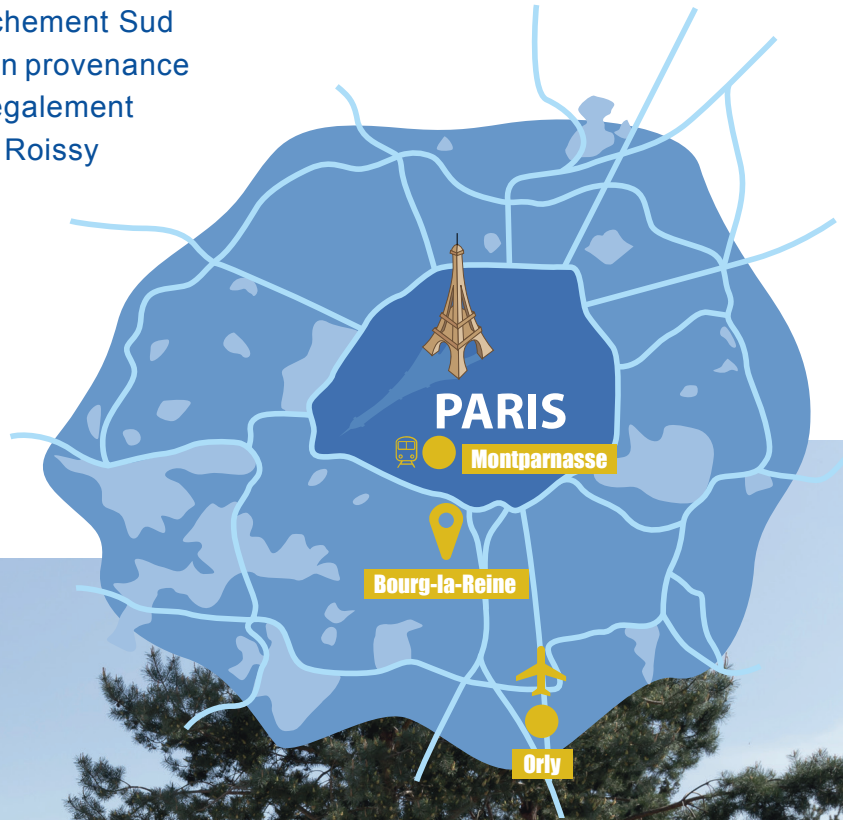 chement Sud
n provenance
également
Roissy
PARIS
Montparnasse
Bourg-la-Reine
Orly